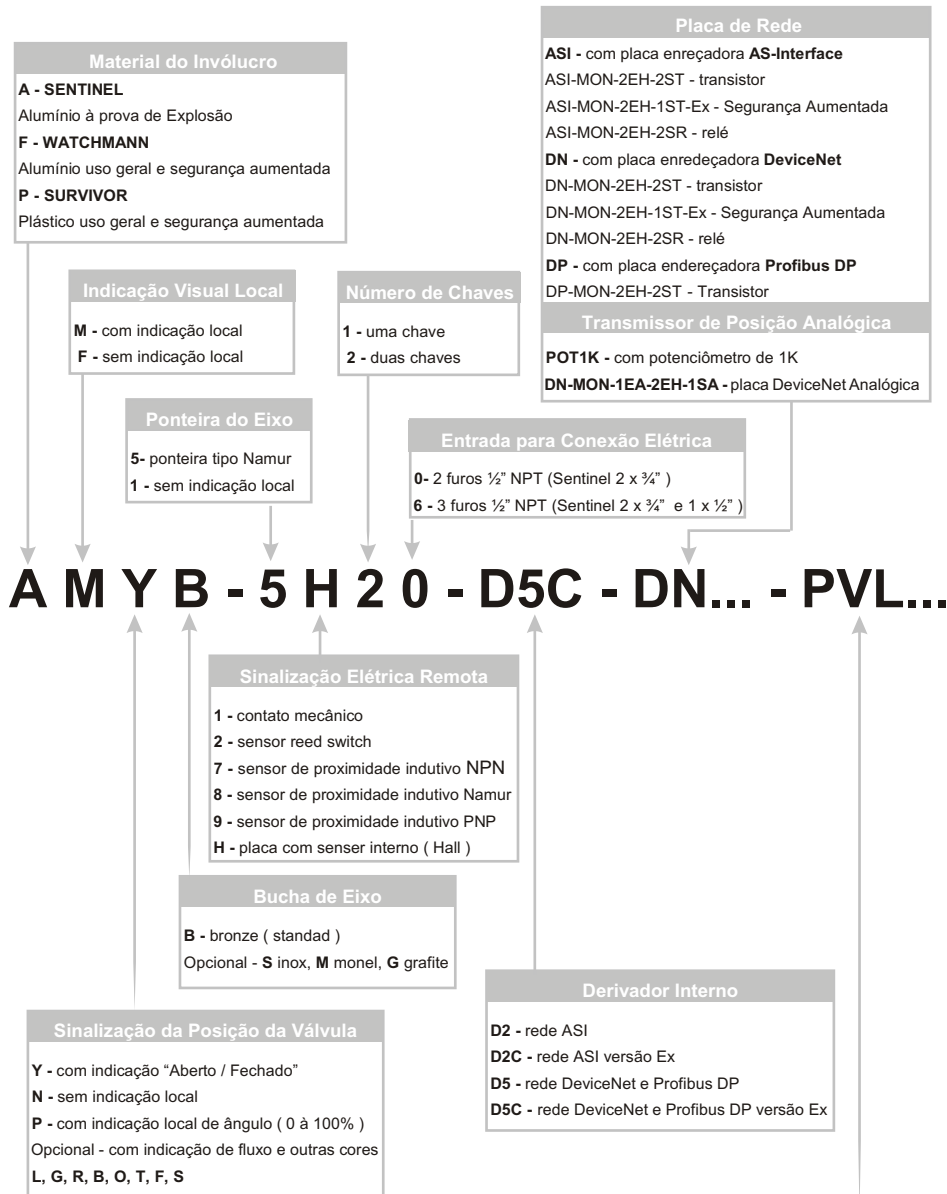 Placa de Rede
ASI - com placa enreçadora AS-Interface
ASI-MON-2EH-2ST - transistor
ASI-MON-2EH-1ST-Ex - Segurança Aumentada
ASI-MON-2EH-2SR - relé
DN - com placa enredeçadora DeviceNet
DN-MON-2EH-2ST - transistor
DN-MON-2EH-1ST-Ex - Segurança Aumentada
DN-MON-2EH-2SR - relé
DP - com placa endereçadora Profibus DP
DP-MON-2EH-2ST - Transistor
Transmissor de Posição Analógica
POT1K - com potenciômetro de 1K
DN-MON-1EA-2EH-1SA - placa DeviceNet Analógica
Material do Invólucro
A - SENTINEL
Alumínio à prova de Explosão
F - WATCHMANN
Alumínio uso geral e segurança aumentada
P - SURVIVOR
Plástico uso geral e segurança aumentada
Indicação Visual Local
M - com indicação local
F - sem indicação local
Número de Chaves
1 - uma chave
2 - duas chaves
Ponteira do Eixo
5- ponteira tipo Namur
1 - sem indicação local
Entrada para Conexão Elétrica
0- 2 furos ½” NPT (Sentinel 2 x ¾” )
6 - 3 furos ½” NPT (Sentinel 2 x ¾” e 1 x ½” )
A M Y B - 5 H 2 0 - D5C - DN... - PVL...
Sinalização Elétrica Remota
1 - contato mecânico
2 - sensor reed switch
7 - sensor de proximidade indutivo NPN
8 - sensor de proximidade indutivo Namur
9 - sensor de proximidade indutivo PNP
H - placa com senser interno ( Hall )
Bucha de Eixo
B - bronze ( standad )
Opcional - S inox, M monel, G grafite
Derivador Interno
D2 - rede ASI
D2C - rede ASI versão Ex
D5 - rede DeviceNet e Profibus DP
D5C - rede DeviceNet e Profibus DP versão Ex
Sinalização da Posição da Válvula
Y - com indicação “Aberto / Fechado”
N - sem indicação local
P - com indicação local de ângulo ( 0 à 100% )
Opcional - com indicação de fluxo e outras cores
L, G, R, B, O, T, F, S